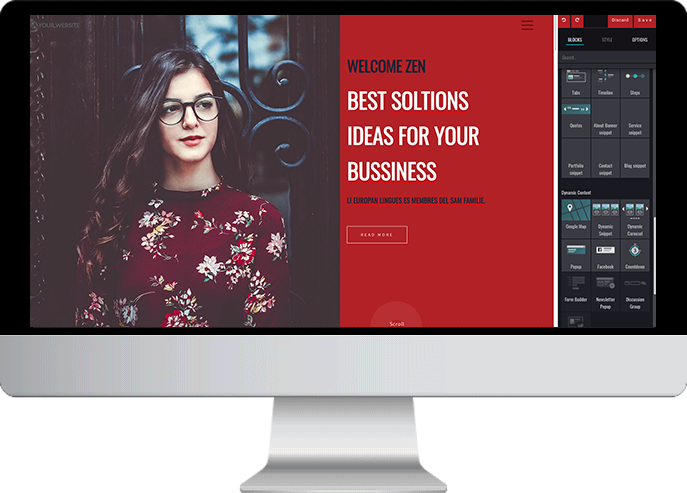 YOURWEBSITE
WELCOME ZEN
BEST SOLTIONS
IDEAS FOR YOUR
BUSSINESS
LI EUROPAN LINGUES ES MEMBRES DEL SAM FAMILIE.
READ MORE
Scroll
Discard Save
BLOCKS STYLE OPTIONS
Search..
Tabs Timeline Steps
Quotes About Banner snippet Service snippet
Portfolio snippet Contact snippet Blog snippet
Dynamic Content
Google Map Dynamic Snippet Dynamic Carousel
Popup Facebook Countdown
Form Builder Newsletter Popup Discussion Group